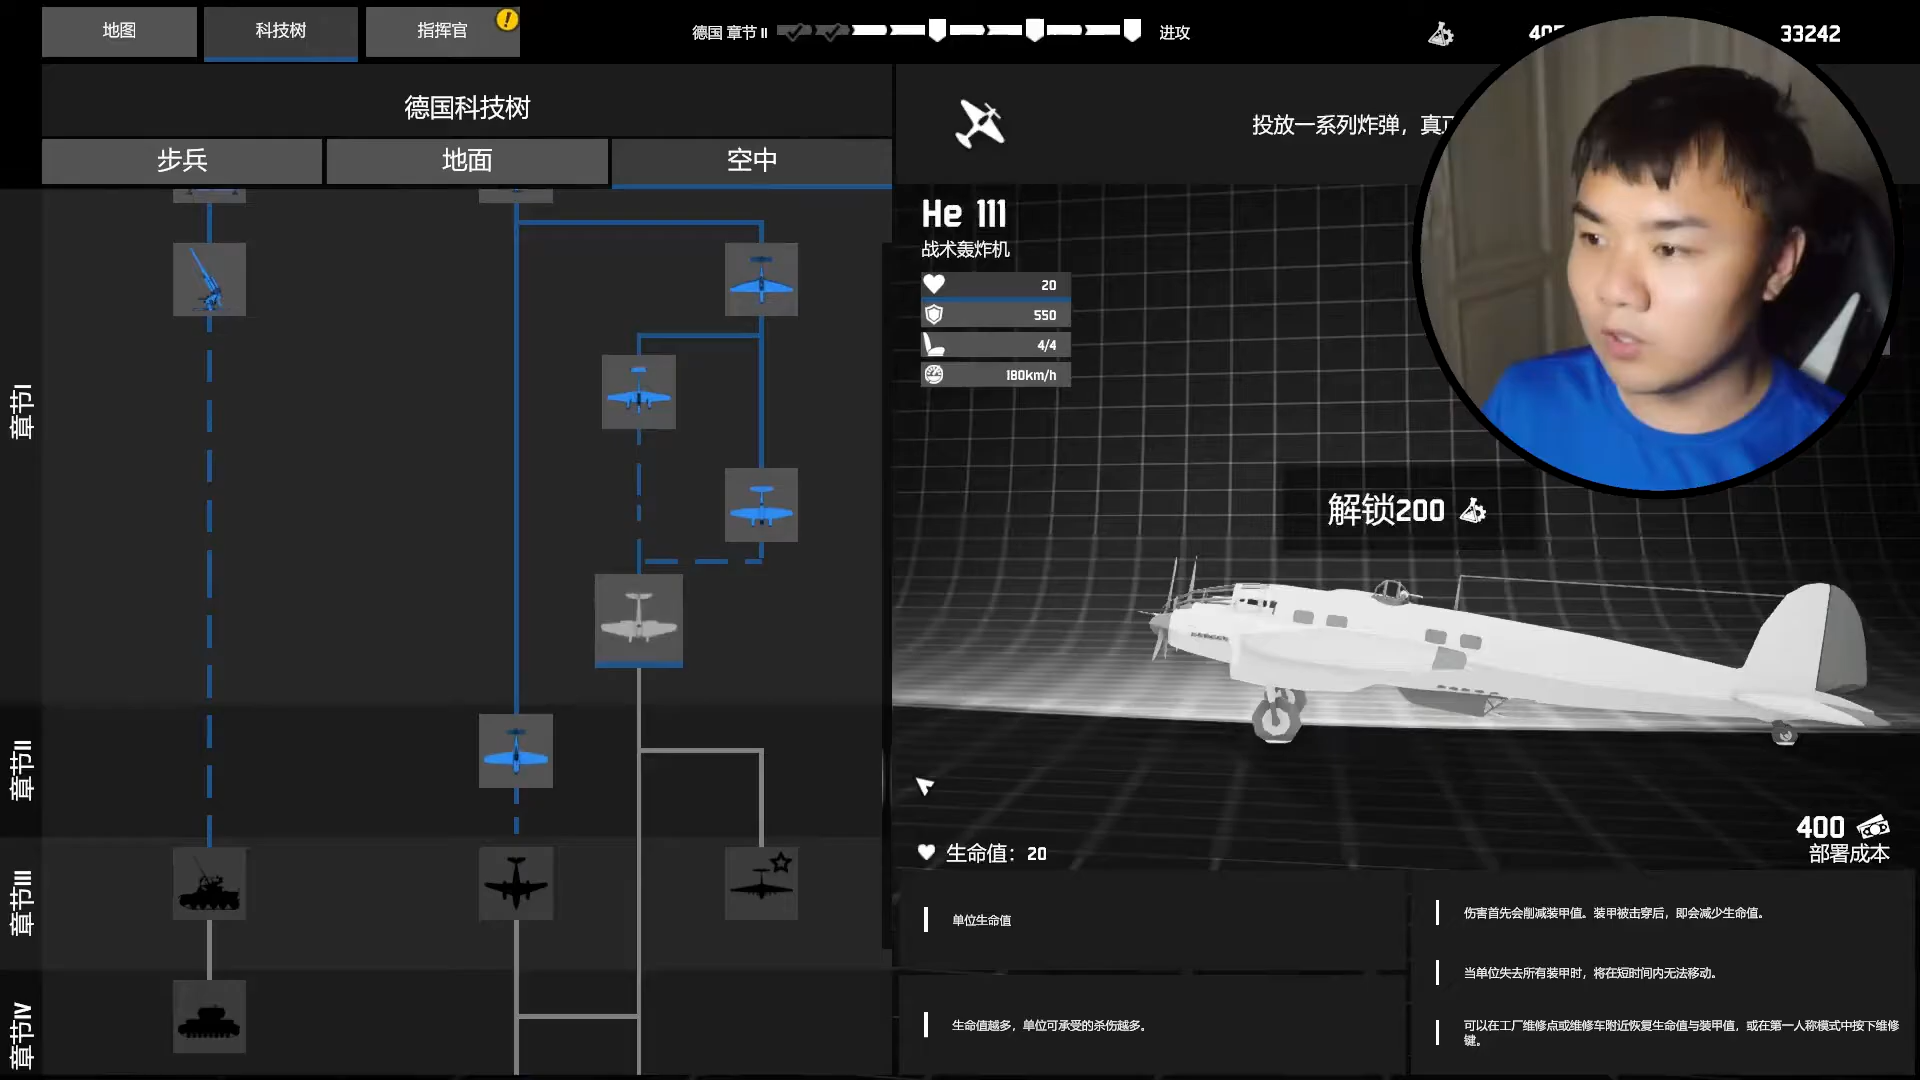 地图
科技树
指挥官
!
德国 章节 II
进攻
33242
德国科技树
步兵
地面
空中
投放一系列炸弹，真
He 111
战术轰炸机
20
550
4/4
180km/h
解锁200
章节I
章节II
章节III
章节IV
400
部署成本
生命值：20
单位生命值
生命值越多，单位可承受的杀伤越多。
伤害首先会削减装甲值。装甲被击穿后，即会减少生命值。
当单位失去所有装甲时，将在短时间内无法移动。
可以在工厂维修点或维修车附近恢复生命值与装甲值，或在第一人称模式中按下维修
键。